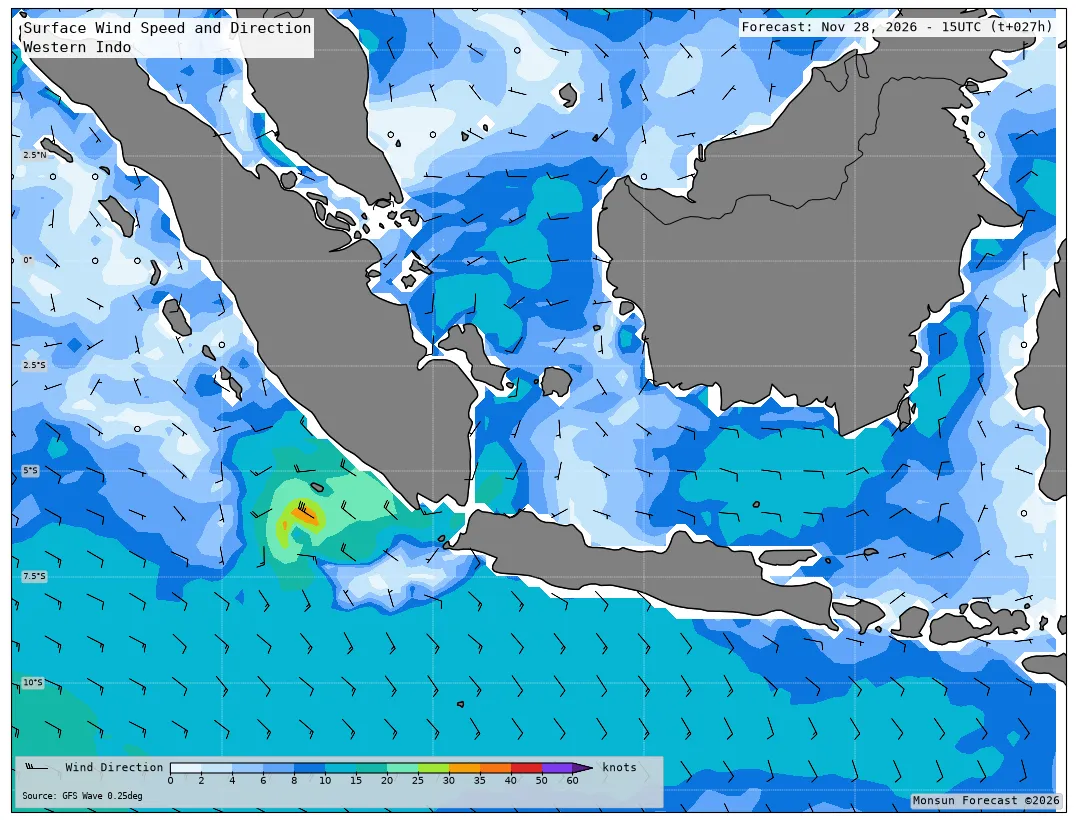 Surface Wind Speed and Direction
Western Indo
Forecast: Nov 28, 2026 - 15UTC (t+027h)
2.5°N
0°
2.5°S
5°S
7.5°S
10°S
Wind Direction
0 2 4 6 8 10 15 20 25 30 35 40 50 60
knots
Source: GFS Wave 0.25deg
Monsun Forecast ©2026